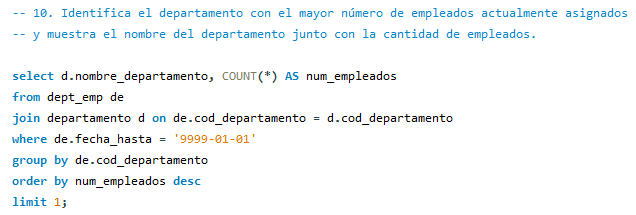 -- 10. Identifica el departamento con el mayor número de empleados actualmente asignados
-- y muestra el nombre del departamento junto con la cantidad de empleados.
select d.nombre_departamento, COUNT(*) AS num_empleados
from dept_emp de
join departamento d on de.cod_departamento = d.cod_departamento
where de.fecha_hasta = '9999-01-01'
group by de.cod_departamento
order by num_empleados desc
limit 1;